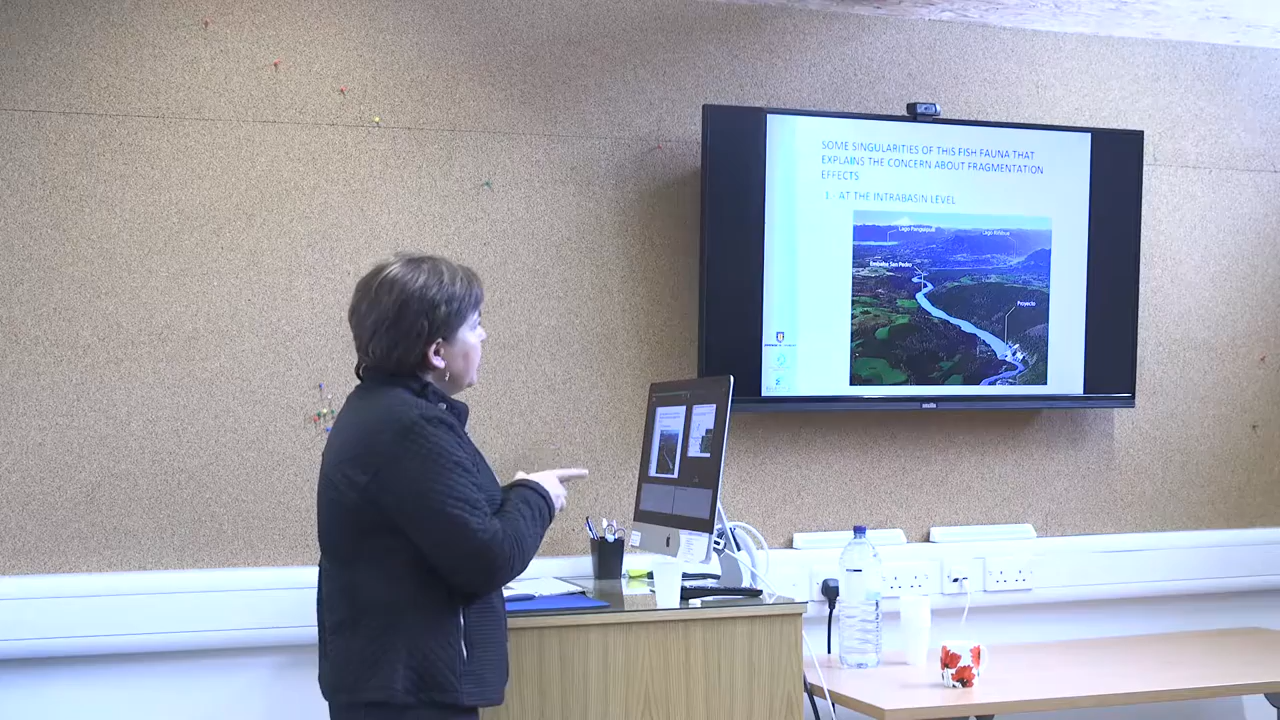 SOME SINGULARITIES OF THIS FISH FAUNA THAT
EXPLAINS THE CONCERN ABOUT FRAGMENTATION
EFFECTS
1.- AT THE INTRABASIN LEVEL
Lago Panguipulli
Lago Riñihue
Embalse San Pedro
Proyecto